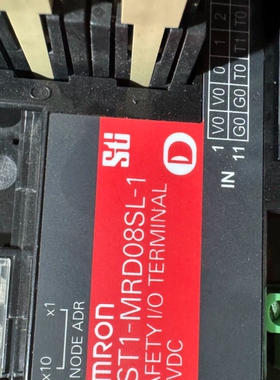 STi
MRON
ST1-MRD08SL-1
AFETY I/O TERMINAL
VDC
x10 x1
NODE ADR
IN
1 V0 V0 0 1 2
11 G0 G0 T0 T1 T0